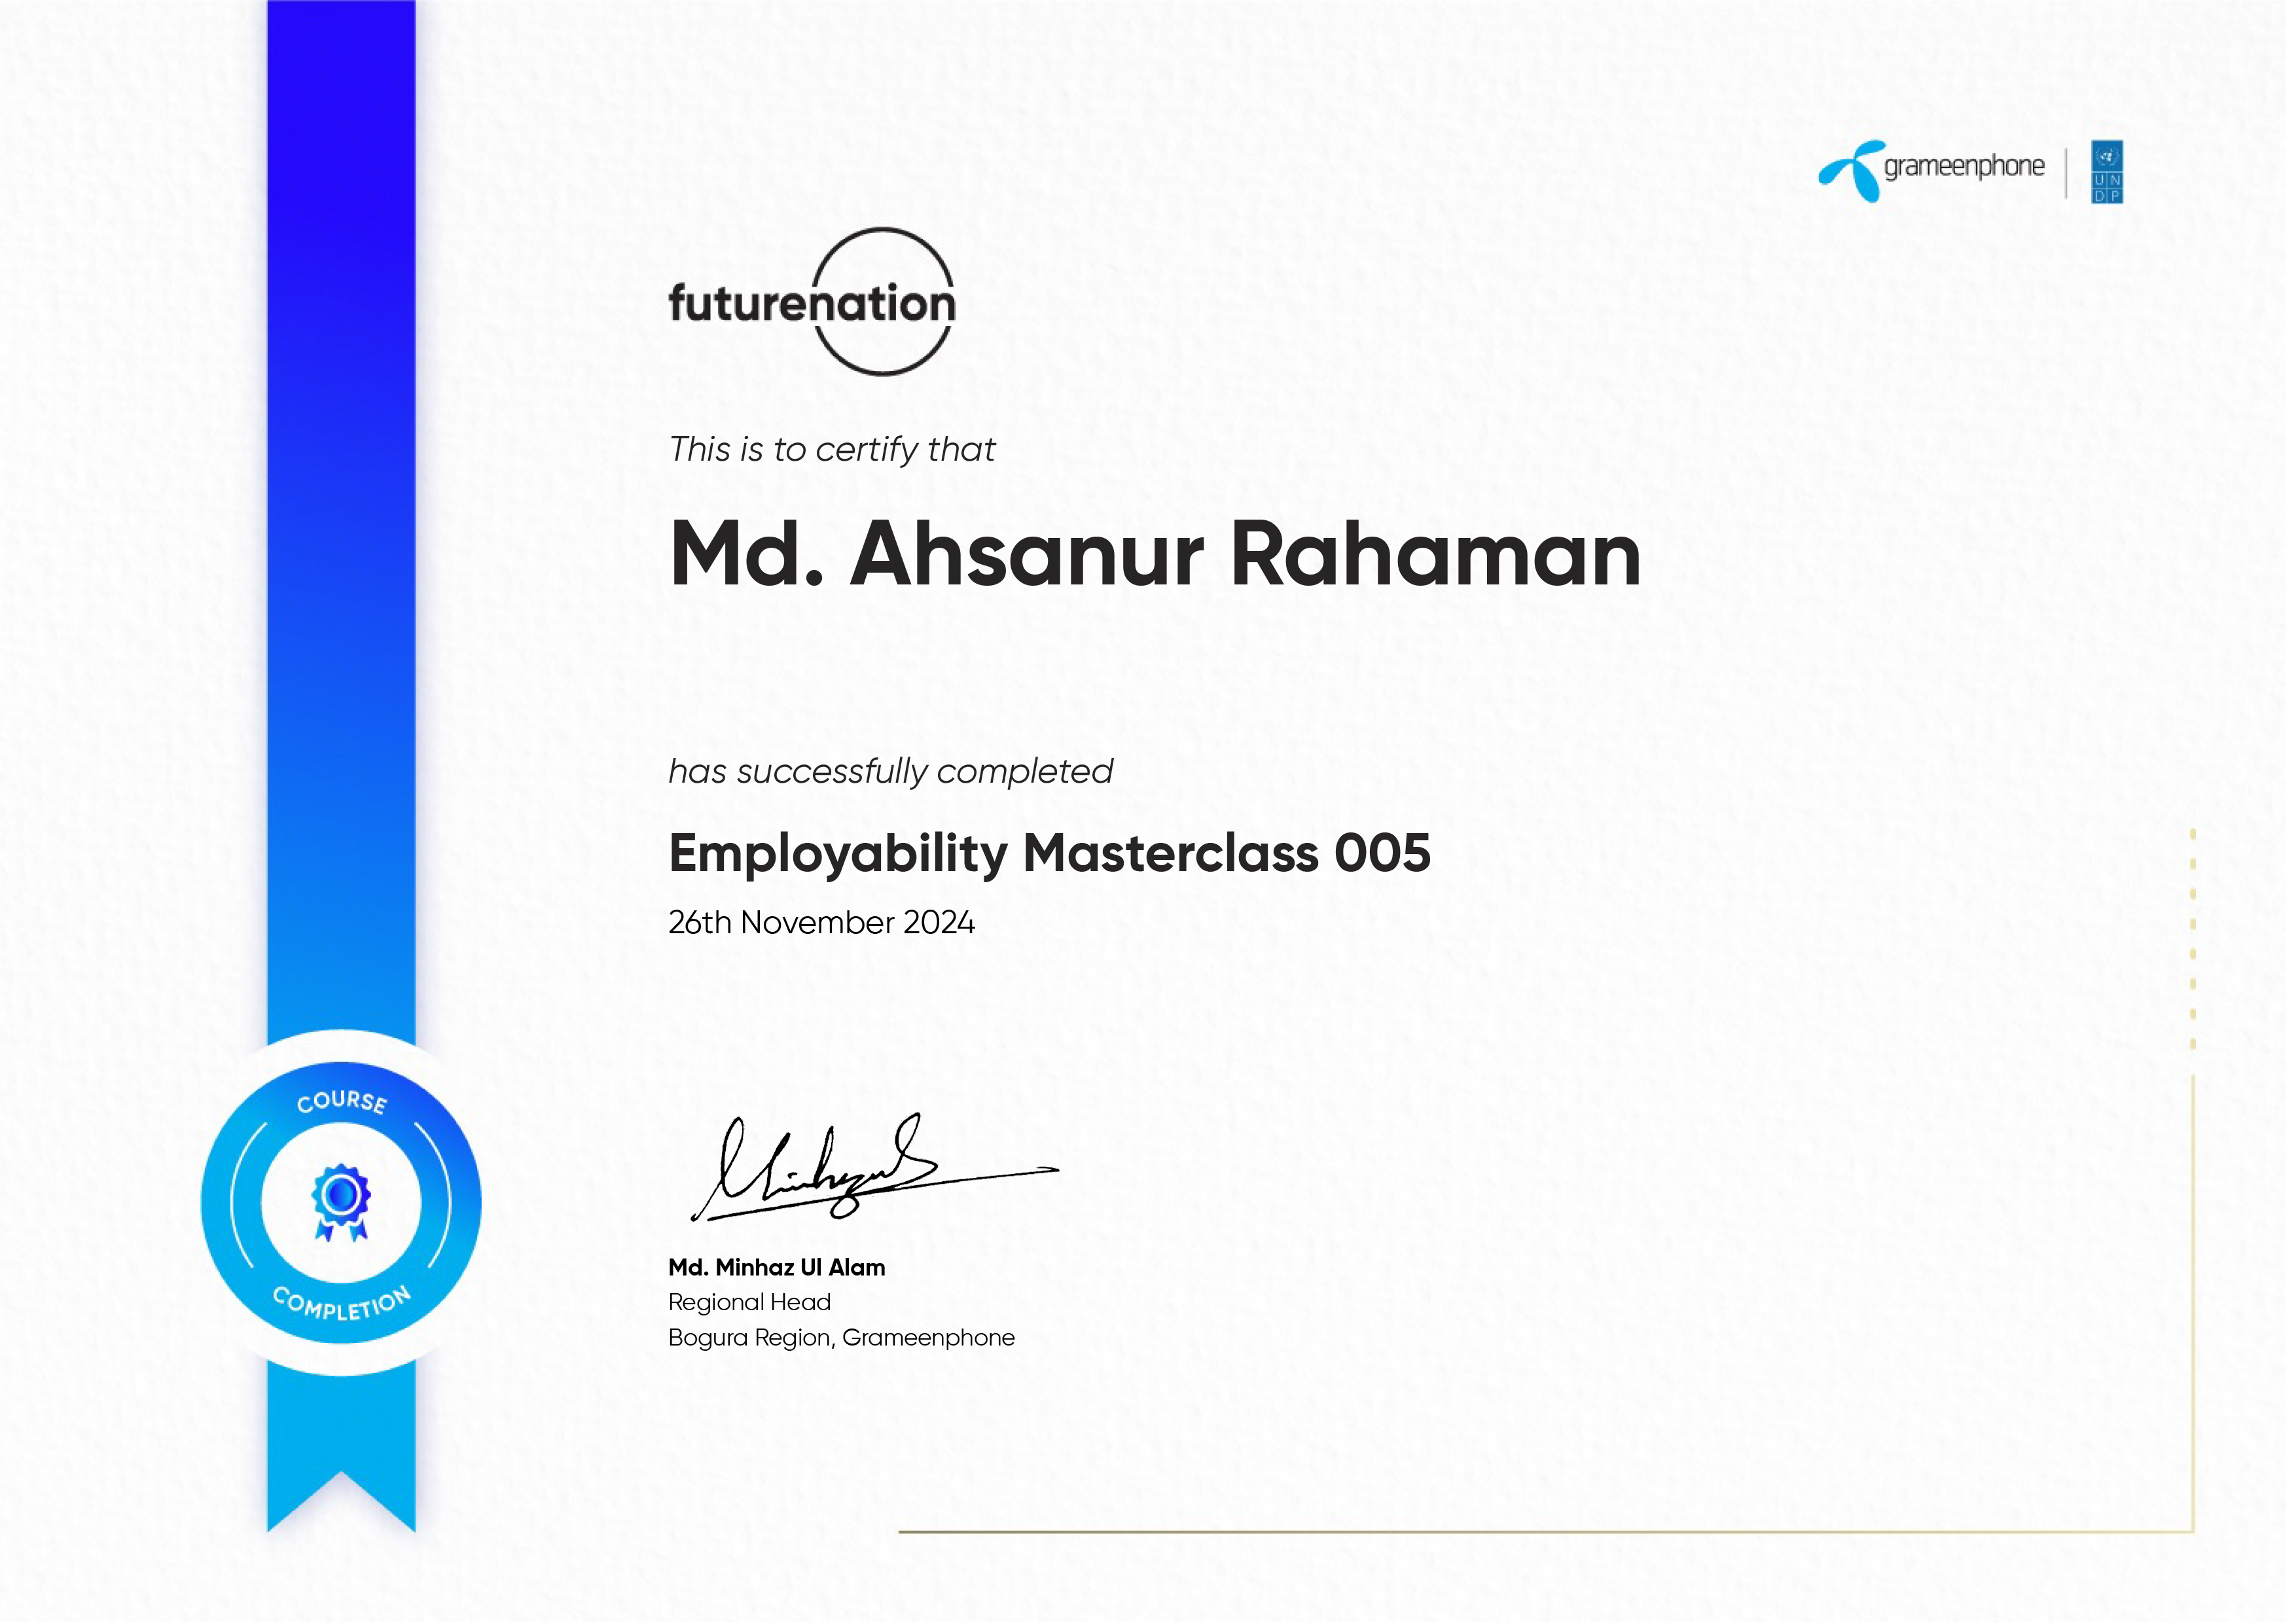 grameenphone
UNDP
futurenation
This is to certify that
Md. Ahsanur Rahaman
has successfully completed
Employability Masterclass 005
26th November 2024
COURSE
COMPLETION
Md. Minhaz Ul Alam
Regional Head
Bogura Region, Grameenphone